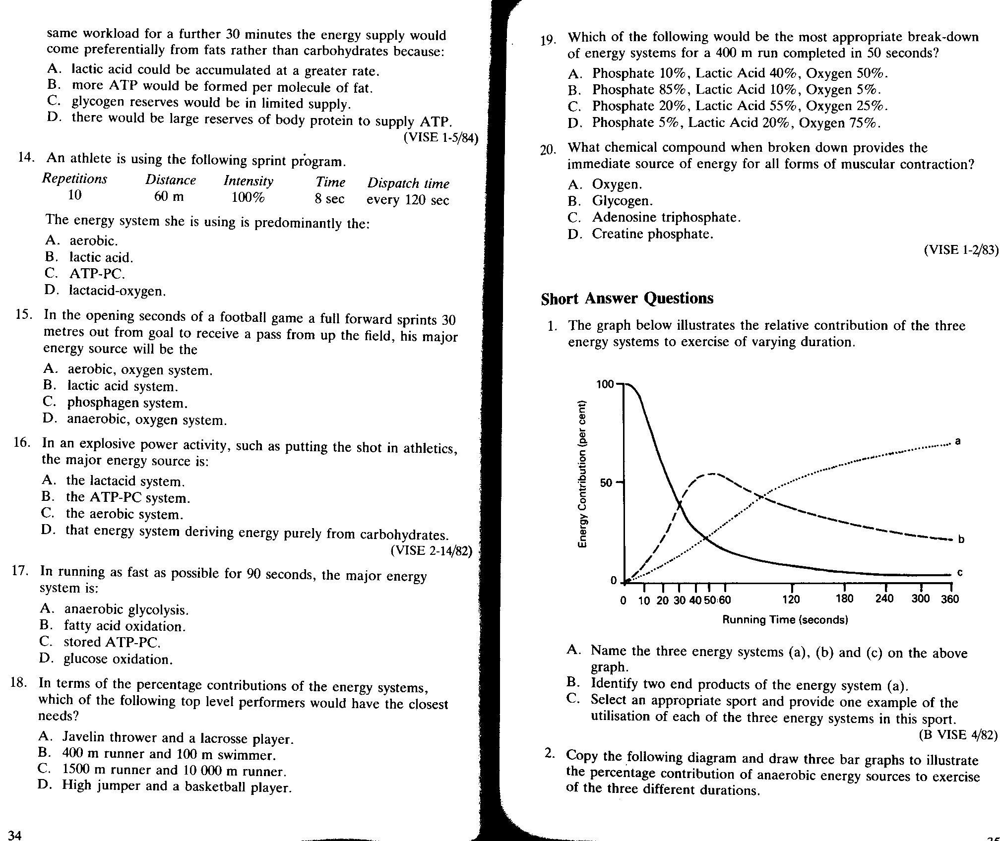 same workload for a further 30 minutes the energy supply would
come preferentially from fats rather than carbohydrates because:
A. lactic acid could be accumulated at a greater rate.
B. more ATP would be formed per molecule of fat.
C. glycogen reserves would be in limited supply.
D. there would be large reserves of body protein to supply ATP.
(VISE 1-5/84)
14. An athlete is using the following sprint program.
Repetitions Distance Intensity Time Dispatch time
10 60 m 100% 8 sec every 120 sec
The energy system she is using is predominantly the:
A. aerobic.
B. lactic acid.
C. ATP-PC.
D. lactacid-oxygen.
15. In the opening seconds of a football game a full forward sprints 30
metres out from goal to receive a pass from up the field, his major
energy source will be the
A. aerobic, oxygen system.
B. lactic acid system.
C. phosphagen system.
D. anaerobic, oxygen system.
16. In an explosive power activity, such as putting the shot in athletics,
the major energy source is:
A. the lactacid system.
B. the ATP-PC system.
C. the aerobic system.
D. that energy system deriving energy purely from carbohydrates.
(VISE 2-14/82)
17. In running as fast as possible for 90 seconds, the major energy
system is:
A. anaerobic glycolysis.
B. fatty acid oxidation.
C. stored ATP-PC.
D. glucose oxidation.
18. In terms of the percentage contributions of the energy systems,
which of the following top level performers would have the closest
needs?
A. Javelin thrower and a lacrosse player.
B. 400 m runner and 100 m swimmer.
C. 1500 m runner and 10 000 m runner.
D. High jumper and a basketball player.
34
19. Which of the following would be the most appropriate break-down
of energy systems for a 400 m run completed in 50 seconds?
A. Phosphate 10%, Lactic Acid 40%, Oxygen 50%.
B. Phosphate 85%, Lactic Acid 10%, Oxygen 5%.
C. Phosphate 20%, Lactic Acid 55%, Oxygen 25%.
D. Phosphate 5%, Lactic Acid 20%, Oxygen 75%.
20. What chemical compound when broken down provides the
immediate source of energy for all forms of muscular contraction?
A. Oxygen.
B. Glycogen.
C. Adenosine triphosphate.
D. Creatine phosphate.
(VISE 1-2/83)
Short Answer Questions
1. The graph below illustrates the relative contribution of the three
energy systems to exercise of varying duration.
Energy Contribution (per cent)
100
50
0
a
b
c
0 10 20 30 40 50 60 120 180 240 300 360
Running Time (seconds)
A. Name the three energy systems (a), (b) and (c) on the above
graph.
B. Identify two end products of the energy system (a).
C. Select an appropriate sport and provide one example of the
utilisation of each of the three energy systems in this sport.
(B VISE 4/82)
2. Copy the following diagram and draw three bar graphs to illustrate
the percentage contribution of anaerobic energy sources to exercise
of the three different durations.